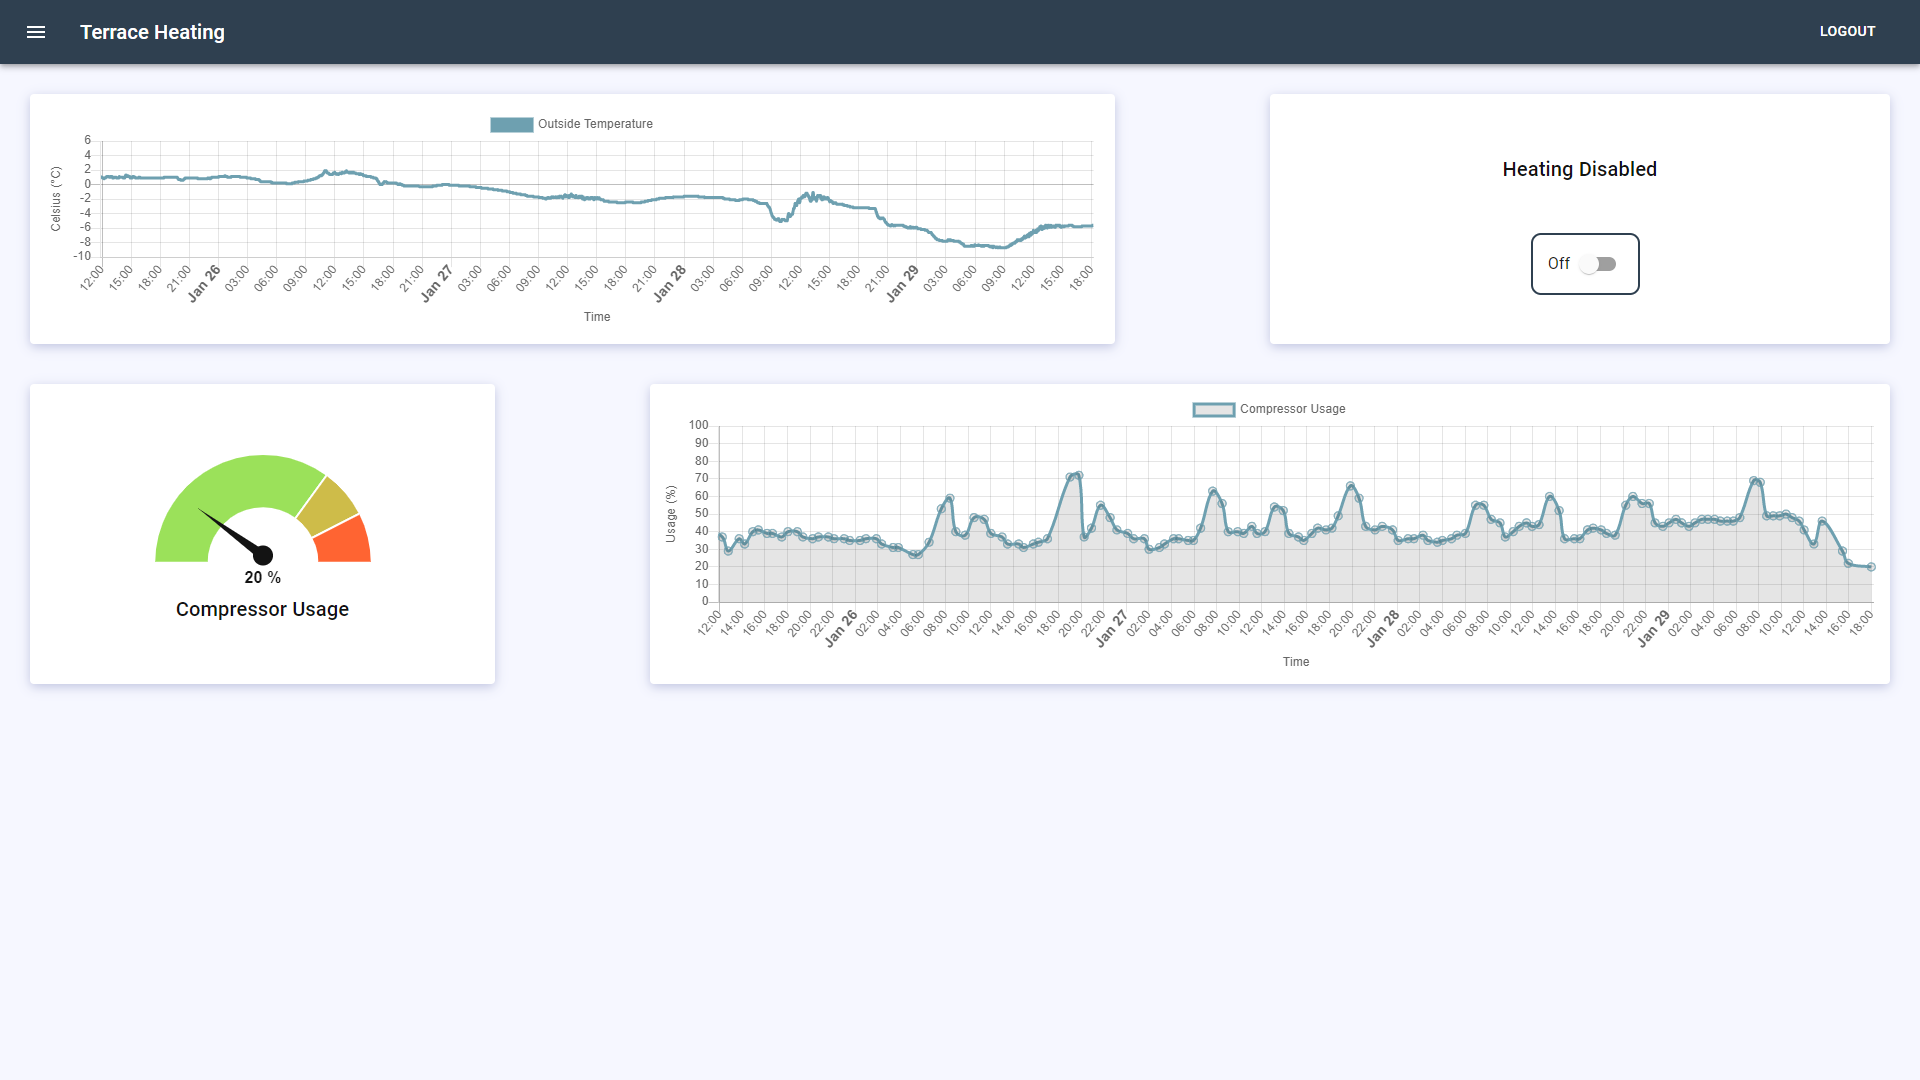 Terrace Heating
LOGOUT
Outside Temperature
6
4
2
0
-2
-4
-6
-8
-10
Celsius (°C)
12:00 15:00 18:00 21:00 Jan 26 03:00 06:00 09:00 12:00 15:00 18:00 21:00 Jan 27 03:00 06:00 09:00 12:00 15:00 18:00 21:00 Jan 28 03:00 06:00 09:00 12:00 15:00 18:00 21:00 Jan 29 03:00 06:00 09:00 12:00 15:00 18:00
Time
Heating Disabled
Off
20 %
Compressor Usage
Compressor Usage
100
90
80
70
60
50
40
30
20
10
0
Usage (%)
12:00 14:00 16:00 18:00 20:00 22:00 Jan 26 02:00 04:00 06:00 08:00 10:00 12:00 14:00 16:00 18:00 20:00 22:00 Jan 27 02:00 04:00 06:00 08:00 10:00 12:00 14:00 16:00 18:00 20:00 22:00 Jan 28 02:00 04:00 06:00 08:00 10:00 12:00 14:00 16:00 18:00 20:00 22:00 Jan 29 02:00 04:00 06:00 08:00 10:00 12:00 14:00 16:00 18:00
Time